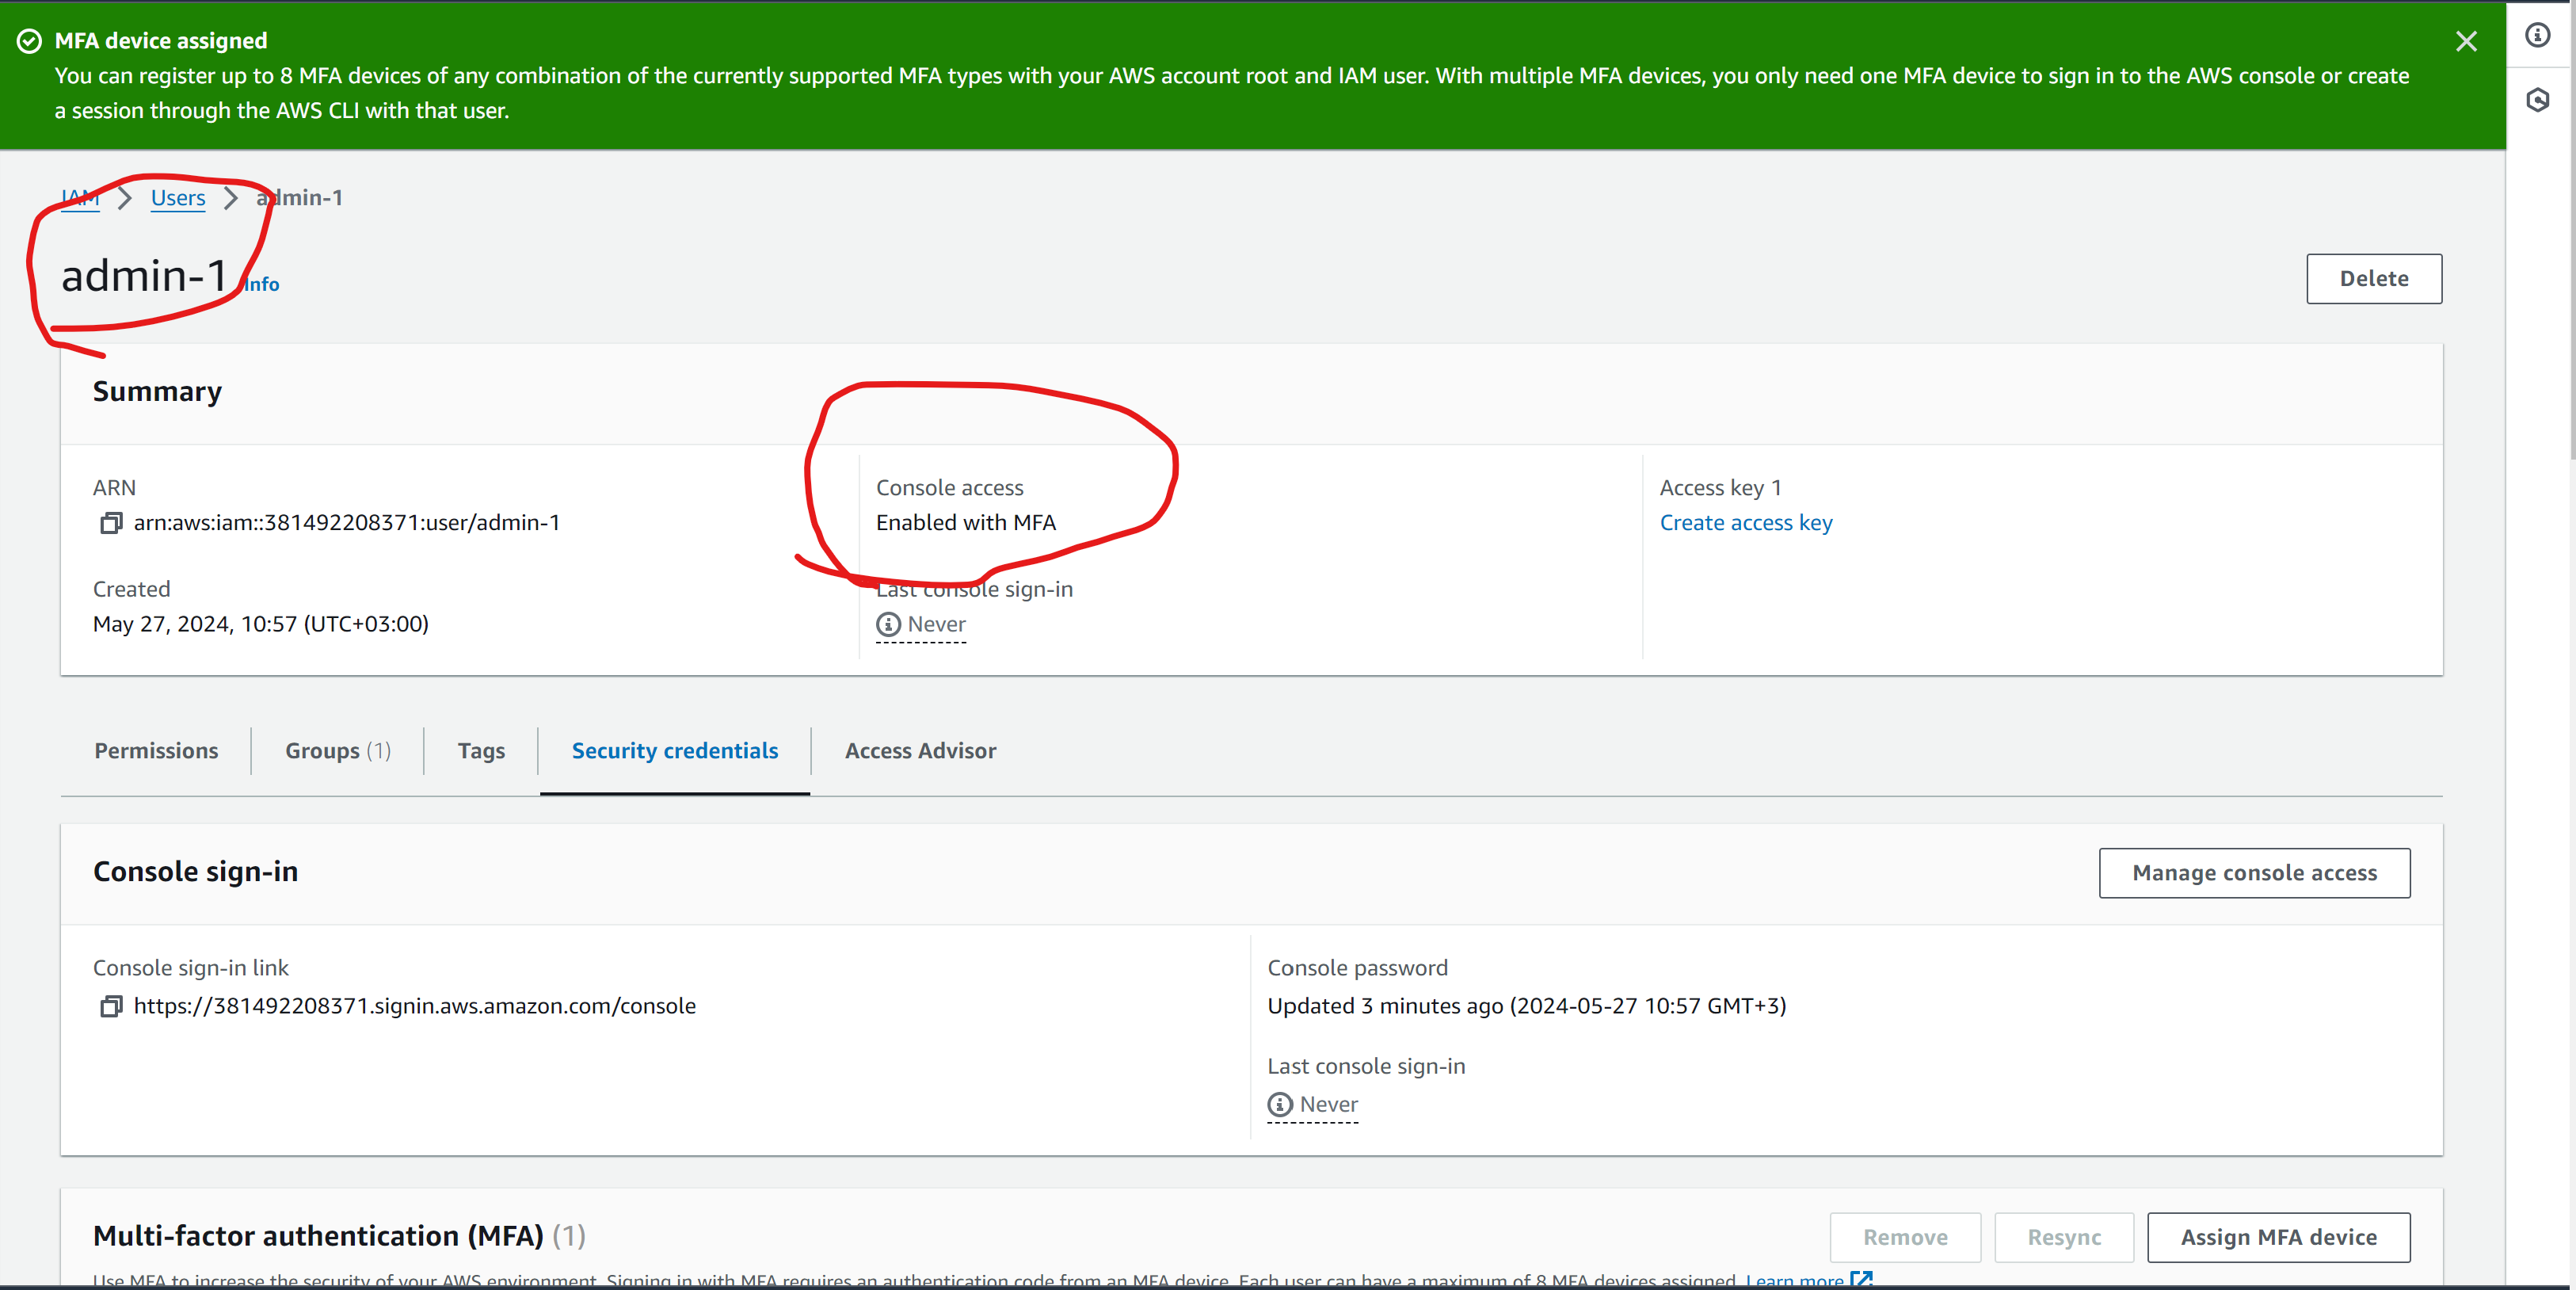 MFA device assigned
You can register up to 8 MFA devices of any combination of the currently supported MFA types with your AWS account root and IAM user. With multiple MFA devices, you only need one MFA device to sign in to the AWS console or create
a session through the AWS CLI with that user.
IAM > Users > admin-1
admin-1 Info
Delete
Summary
ARN
arn:aws:iam::381492208371:user/admin-1
Created
May 27, 2024, 10:57 (UTC+03:00)
Console access
Enabled with MFA
Last console sign-in
Never
Access key 1
Create access key
Permissions
Groups (1)
Tags
Security credentials
Access Advisor
Console sign-in
Manage console access
Console sign-in link
https://381492208371.signin.aws.amazon.com/console
Console password
Updated 3 minutes ago (2024-05-27 10:57 GMT+3)
Last console sign-in
Never
Multi-factor authentication (MFA) (1)
Remove
Resync
Assign MFA device
Use MFA to increase the security of your AWS environment. Signing in with MFA requires an authentication code from an MFA device. Each user can have a maximum of 8 MFA devices assigned. Learn more